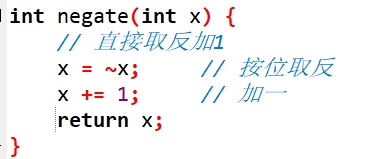 int negate(int x) {
// 直接取反加1
x = ~x; // 按位取反
x += 1; // 加一
return x;
}